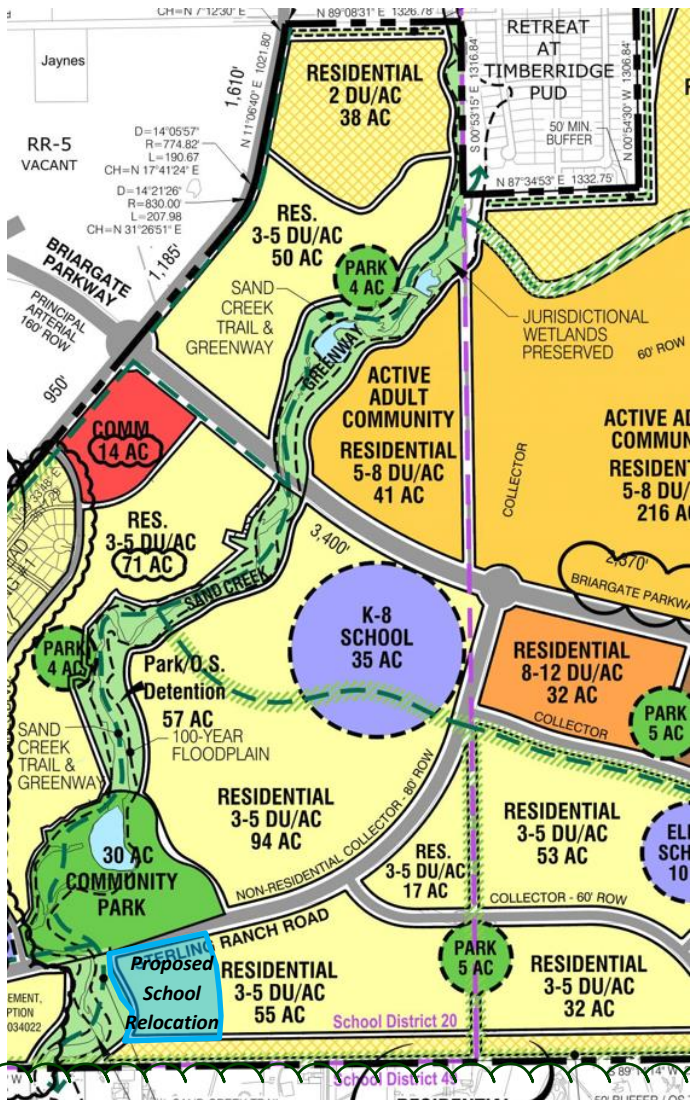 CH=N 7°12'30" E
N 89°08'31" E 1326.78'
1021.80'
N 11°06'40" E
1,610'
Jaynes
RR-5
VACANT
D=14°05'57"
R=774.82'
L=190.67
CH=N 17°41'24" E
D=14°21'26"
R=830.00'
L=207.98
CH=N 31°26'51" E
1,185'
RESIDENTIAL
2 DU/AC
38 AC
S 00°53'15" E 1316.84'
RETREAT
AT
TIMBERRIDGE
PUD
50' MIN.
BUFFER
N 00°54'30" W 1306.84'
N 87°34'53" E 1332.75'
RES.
3-5 DU/AC
50 AC
PARK
4 AC
SAND
CREEK
TRAIL &
GREENWAY
GREENWAY
JURISDICTIONAL
WETLANDS
PRESERVED
BRIARGATE
PARKWAY
PRINCIPAL
ARTERIAL
160' ROW
950'
60' ROW
ACTIVE
ADULT
COMMUNITY
RESIDENTIAL
5-8 DU/AC
41 AC
COLLECTOR
COMM
14 AC
RES.
3-5 DU/AC
71 AC
3,400'
SAND CREEK
K-8
SCHOOL
35 AC
BRIARGATE
RESIDENTIAL
8-12 DU/AC
32 AC
COLLECTOR
PARK
5 AC
PARK
4 AC
Park/O.S.
Detention
57 AC
100-YEAR
FLOODPLAIN
SAND
CREEK
TRAIL &
GREENWAY
RESIDENTIAL
3-5 DU/AC
94 AC
NON-RESIDENTIAL COLLECTOR - 80' ROW
RESIDENTIAL
3-5 DU/AC
53 AC
RES.
3-5 DU/AC
17 AC
COLLECTOR - 60' ROW
30 AC
COMMUNITY
PARK
STERLING RANCH ROAD
Proposed
School
Relocation
RESIDENTIAL
3-5 DU/AC
55 AC
PARK
5 AC
RESIDENTIAL
3-5 DU/AC
32 AC
034022
School District 20
School District 49